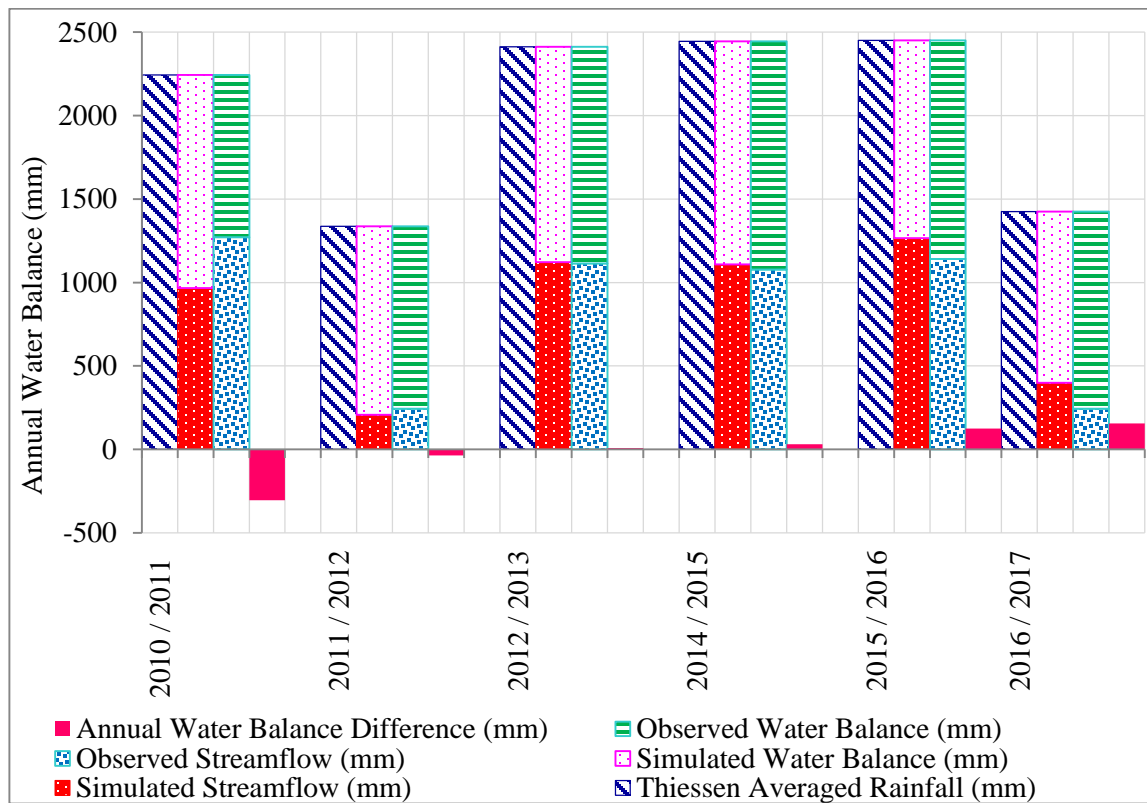 Annual Water Balance (mm)
2500
2000
1500
1000
500
0
-500
2010 / 2011
2011 / 2012
2012 / 2013
2014 / 2015
2015 / 2016
2016 / 2017
Annual Water Balance Difference (mm)
Observed Water Balance (mm)
Observed Streamflow (mm)
Simulated Water Balance (mm)
Simulated Streamflow (mm)
Thiessen Averaged Rainfall (mm)